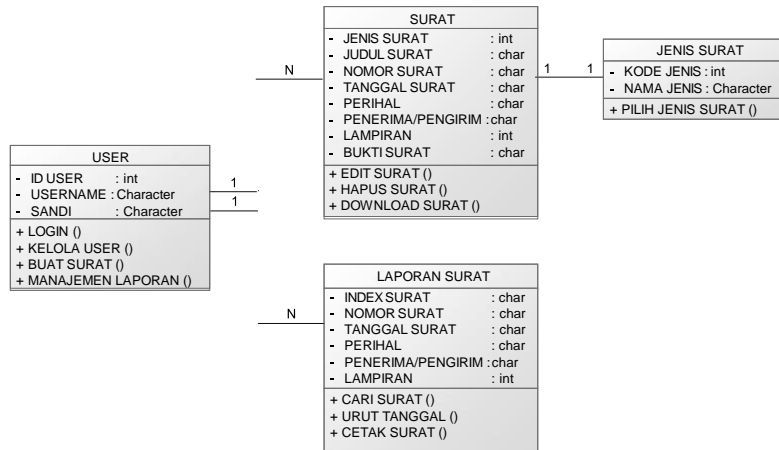 SURAT
- JENIS SURAT : int
- JUDUL SURAT : char
- NOMOR SURAT : char
- TANGGAL SURAT : char
- PERIHAL : char
- PENERIMA/PENGIRIM : char
- LAMPIRAN : int
- BUKTI SURAT : char
+ EDIT SURAT ()
+ HAPUS SURAT ()
+ DOWNLOAD SURAT ()
N
1 1
JENIS SURAT
- KODE JENIS : int
- NAMA JENIS : Character
+ PILIH JENIS SURAT ()
USER
- ID USER : int
- USERNAME : Character
- SANDI : Character
+ LOGIN ()
+ KELOLA USER ()
+ BUAT SURAT ()
+ MANAJEMEN LAPORAN ()
1
1
LAPORAN SURAT
- INDEX SURAT : char
- NOMOR SURAT : char
- TANGGAL SURAT : char
- PERIHAL : char
- PENERIMA/PENGIRIM : char
- LAMPIRAN : int
+ CARI SURAT ()
+ URUT TANGGAL ()
+ CETAK SURAT ()
N